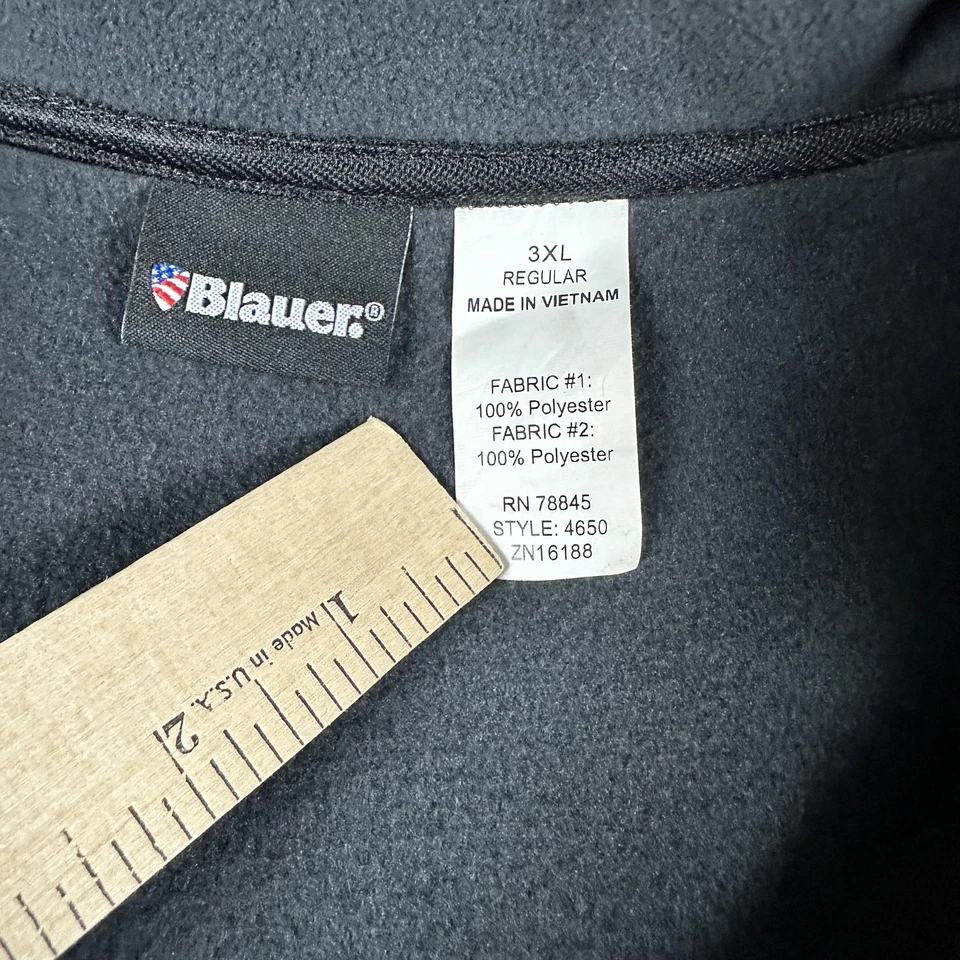 Blauer.®
3XL
REGULAR
MADE IN VIETNAM
FABRIC #1:
100% Polyester
FABRIC #2:
100% Polyester
RN 78845
STYLE: 4650
ZN16188
1
Made in U.S.A.
2